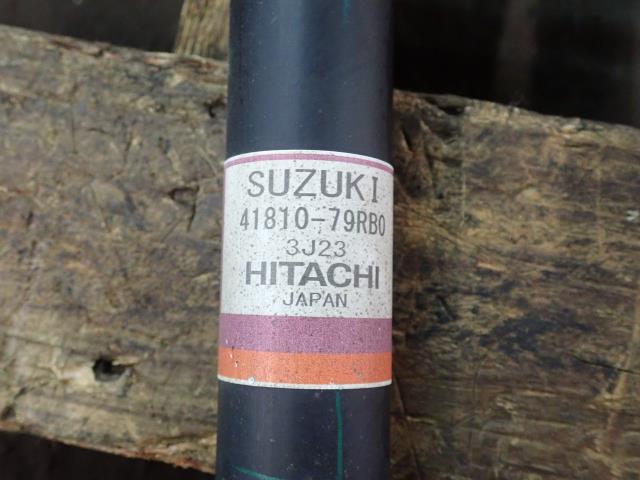 SUZUKI
41810-79RB0
3J23
HITACHI
JAPAN